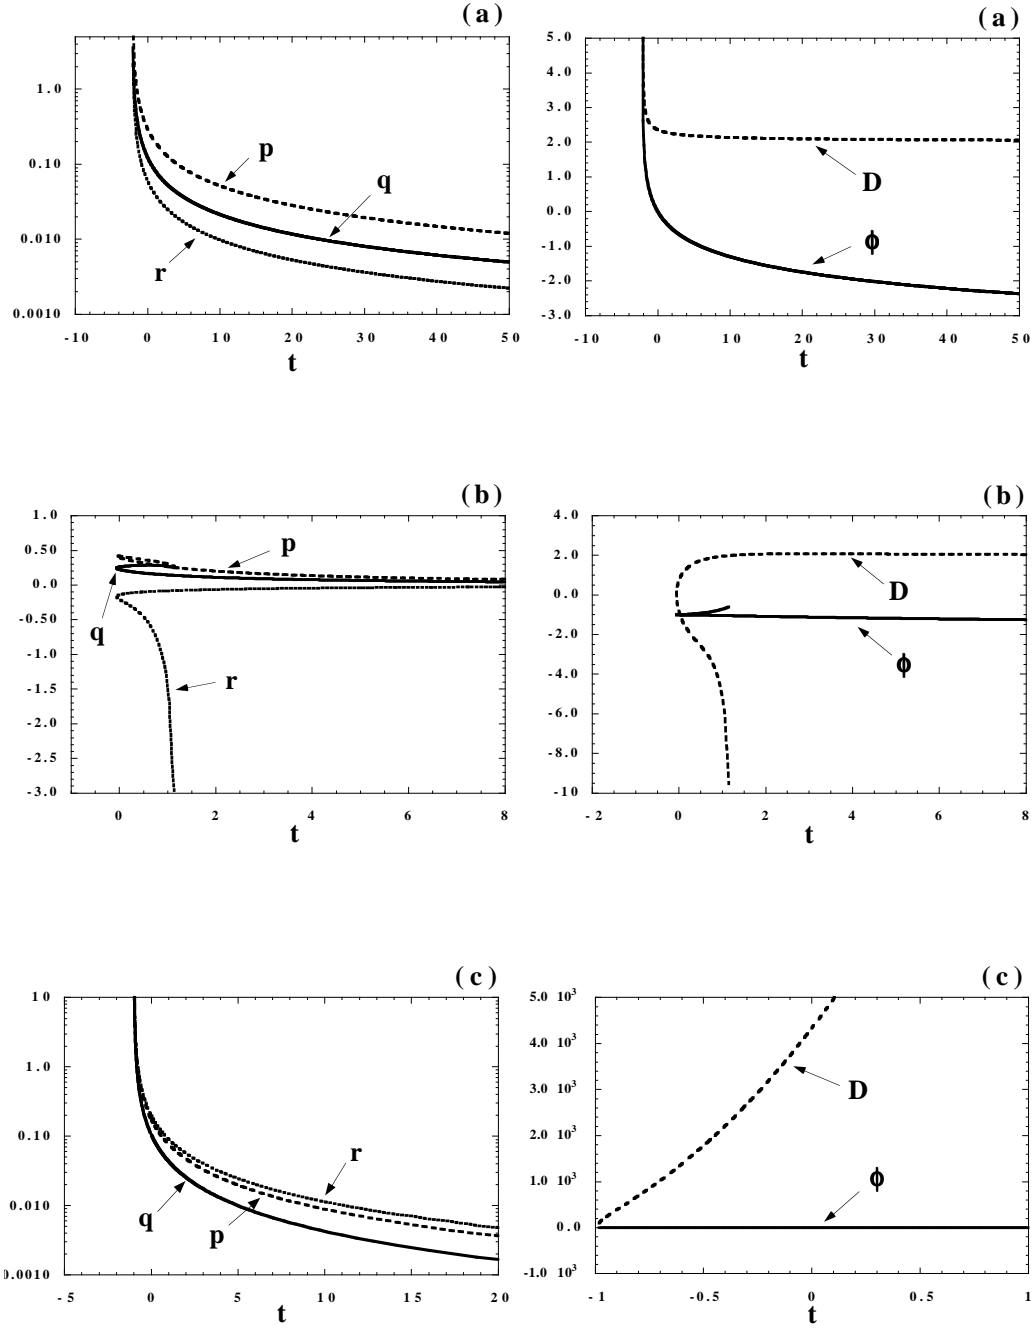 (a)
1.0
0.10
0.010
0.0010
p
q
r
-10 0 10 20 30 40 50
t
(a)
5.0
4.0
3.0
2.0
1.0
0.0
-1.0
-2.0
-3.0
D
ϕ
-10 0 10 20 30 40 50
t
(b)
1.0
0.50
0.0
-0.50
-1.0
-1.5
-2.0
-2.5
-3.0
p
q
r
0 2 4 6 8
t
(b)
4.0
2.0
0.0
-2.0
-4.0
-6.0
-8.0
-10
D
ϕ
-2 0 2 4 6 8
t
(c)
10
1.0
0.10
0.010
0.0010
r
q
p
-5 0 5 10 15 20
t
(c)
5.0 10³
4.0 10³
3.0 10³
2.0 10³
1.0 10³
0.0
-1.0 10³
D
ϕ
-1 -0.5 0 0.5 1
t